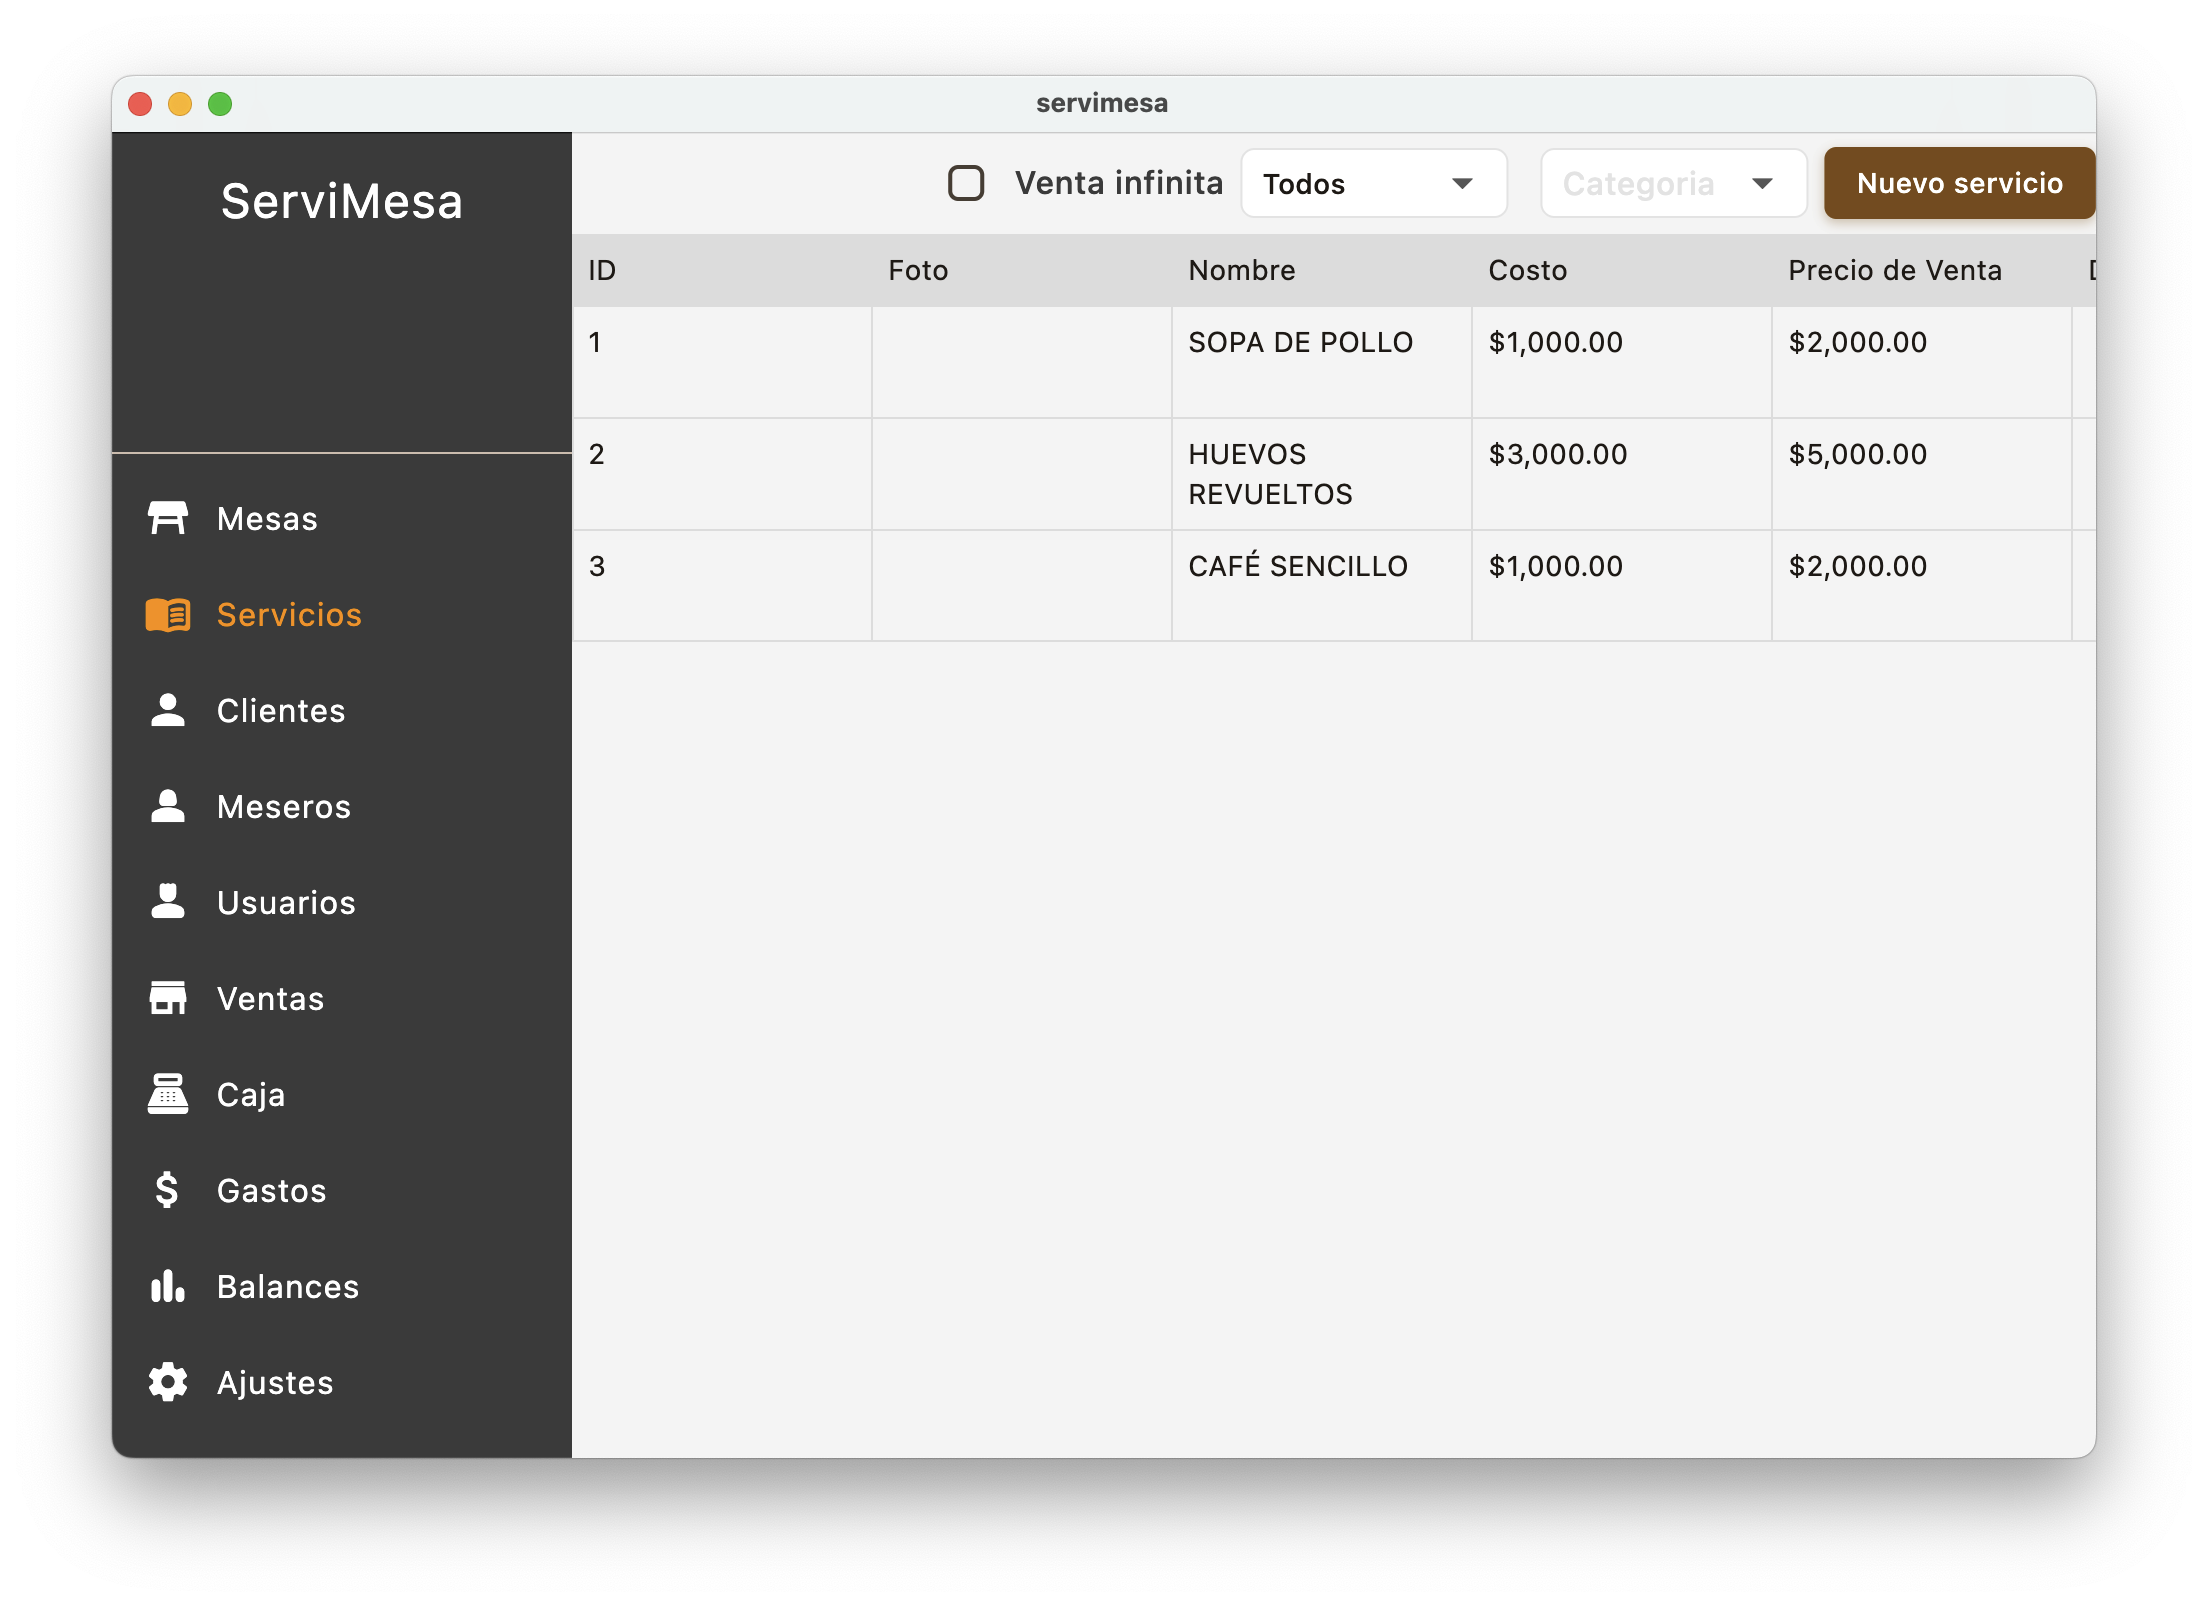 servimesa
ServiMesa
Venta infinita Todos Categoria Nuevo servicio
ID Foto Nombre Costo Precio de Venta
1 SOPA DE POLLO $1,000.00 $2,000.00
2 HUEVOS REVUELTOS $3,000.00 $5,000.00
3 CAFÉ SENCILLO $1,000.00 $2,000.00
Mesas
Servicios
Clientes
Meseros
Usuarios
Ventas
Caja
Gastos
Balances
Ajustes